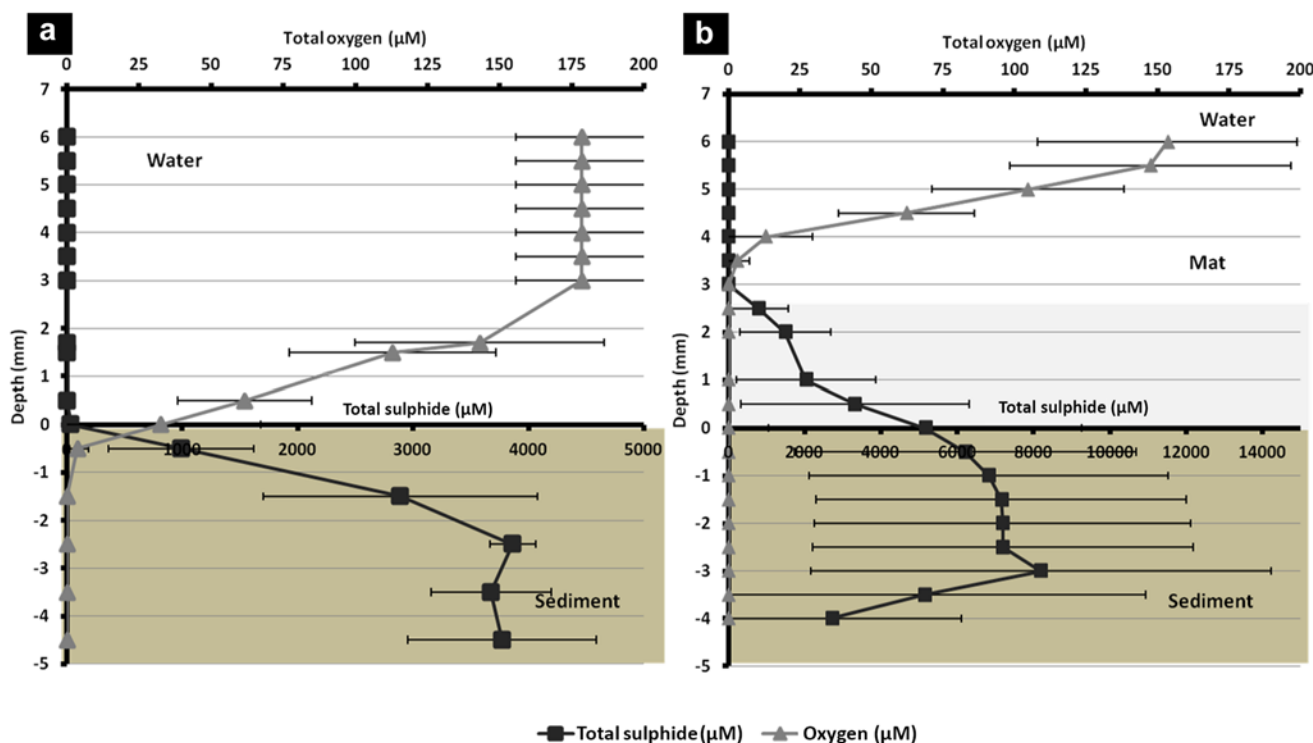 a
Total oxygen (µM)
0 25 50 75 100 125 150 175 200
7
6
5
4
3
2
1
0
-1
-2
-3
-4
-5
Depth (mm)
Water
Total sulphide (µM)
1000 2000 3000 4000 5000
Sediment
b
Total oxygen (µM)
0 25 50 75 100 125 150 175 200
7
6
5
4
3
2
1
0
-1
-2
-3
-4
-5
Depth (mm)
Water
Mat
Total sulphide (µM)
0 2000 4000 6000 8000 10000 12000 14000
Sediment
Total sulphide (µM) Oxygen (µM)